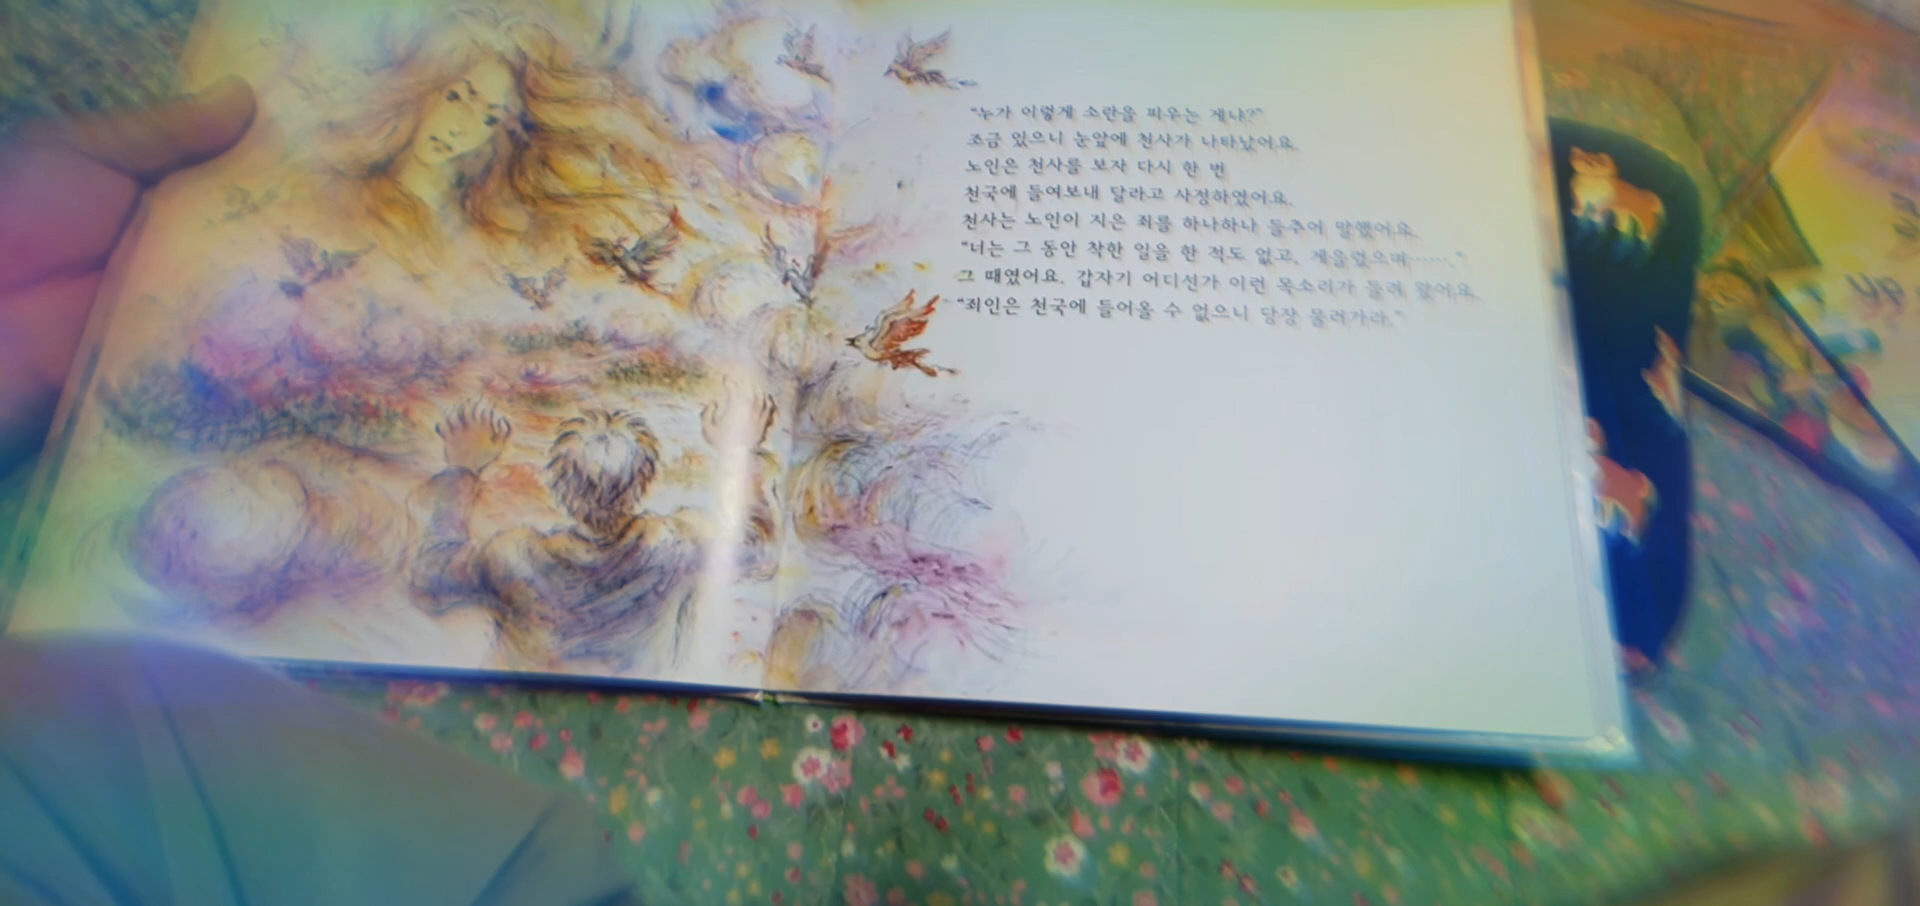 "누가 이렇게 소란을 피우는 게냐?"
조금 있으니 눈앞에 천사가 나타났어요.
노인은 천사를 보자 다시 한 번
천국에 들여보내 달라고 사정하였어요.
천사는 노인이 지은 죄를 하나하나 들추어 말했어요.
"너는 그 동안 착한 일을 한 적도 없고, 게을렀으며……."
그 때였어요. 갑자기 어디선가 이런 목소리가 들려 왔어요.
"죄인은 천국에 들어올 수 없으니 당장 물러가라."
up